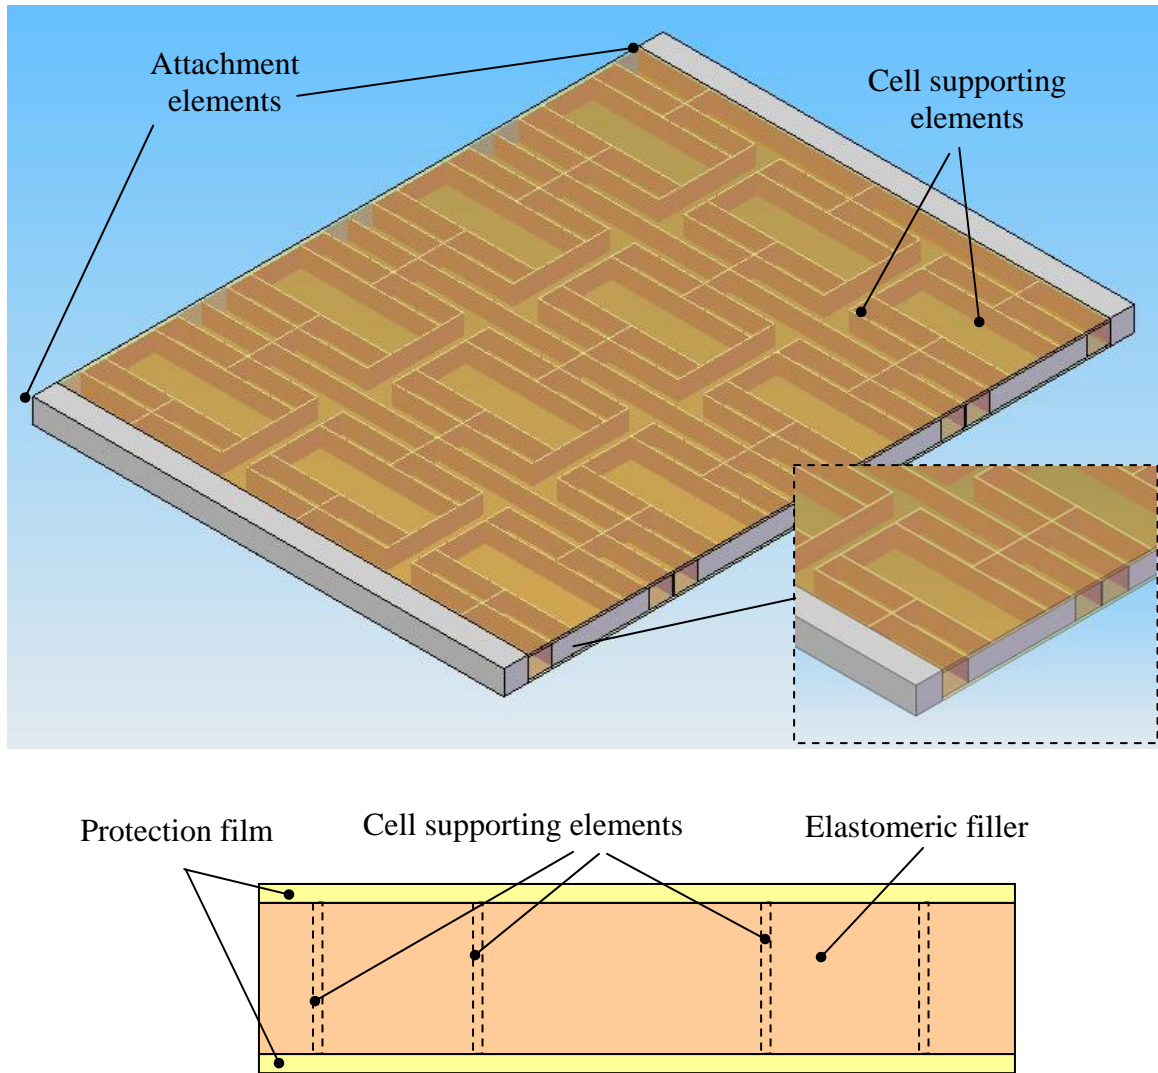 Attachment
elements
Cell supporting
elements
Protection film
Cell supporting elements
Elastomeric filler